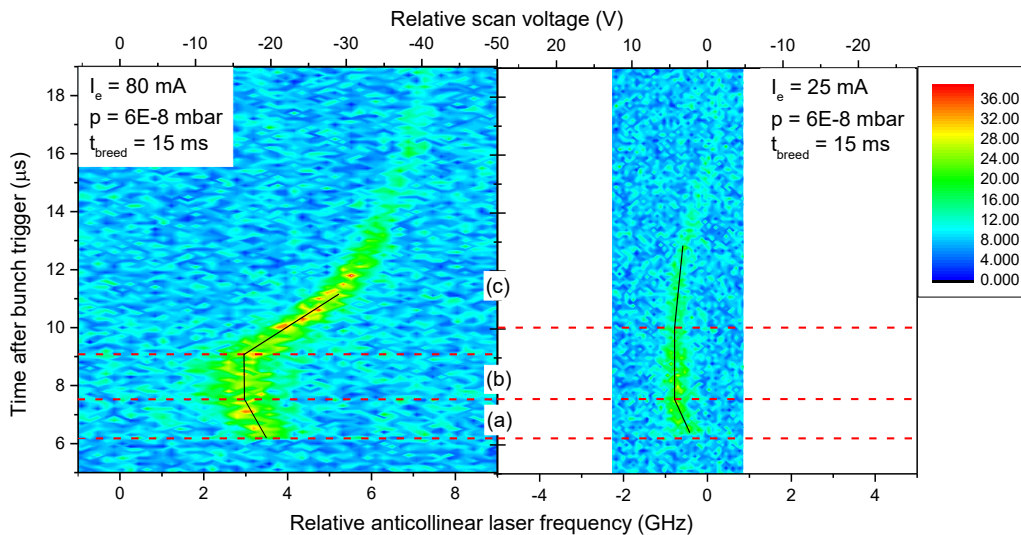 Relative scan voltage (V)
0 -10 -20 -30 -40 -50 20 10 0 -10 -20
Iₑ = 80 mA
p = 6E-8 mbar
t_breed = 15 ms
Iₑ = 25 mA
p = 6E-8 mbar
t_breed = 15 ms
36.00
32.00
28.00
24.00
20.00
16.00
12.00
8.000
4.000
0.000
Time after bunch trigger (µs)
18
16
14
12
10
8
6
(c)
(b)
(a)
0 2 4 6 8 -4 -2 0 2 4
Relative anticollinear laser frequency (GHz)